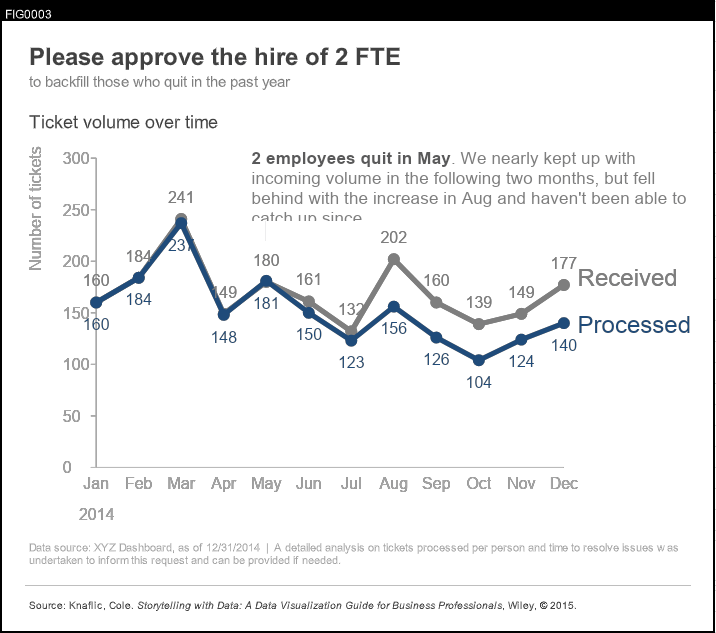 FIG0003
Please approve the hire of 2 FTE
to backfill those who quit in the past year
Ticket volume over time
Number of tickets
300
250
200
150
100
50
0
2 employees quit in May. We nearly kept up with
incoming volume in the following two months, but fell
behind with the increase in Aug and haven't been able to
catch up since
160
184
241
149
180
161
132
202
160
139
149
177
Received
160
184
237
148
181
150
123
156
126
104
124
140
Processed
Jan Feb Mar Apr May Jun Jul Aug Sep Oct Nov Dec
2014
Data source: XYZ Dashboard, as of 12/31/2014 | A detailed analysis on tickets processed per person and time to resolve issues was
undertaken to inform this request and can be provided if needed.
Source: Knaflic, Cole. Storytelling with Data: A Data Visualization Guide for Business Professionals, Wiley, © 2015.